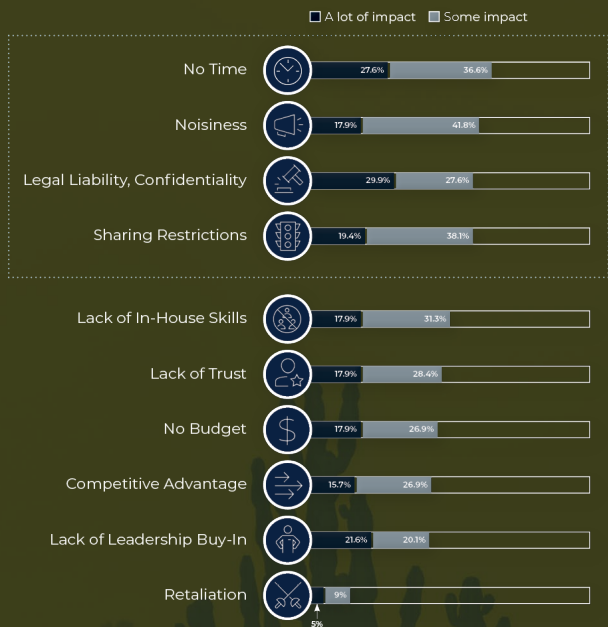 A lot of impact Some impact
No Time 27.6% 36.6%
Noisiness 17.9% 41.8%
Legal Liability, Confidentiality 29.9% 27.6%
Sharing Restrictions 19.4% 38.1%
Lack of In-House Skills 17.9% 31.3%
Lack of Trust 17.9% 28.4%
No Budget 17.9% 26.9%
Competitive Advantage 15.7% 26.9%
Lack of Leadership Buy-In 21.6% 20.1%
Retaliation 9%
5%